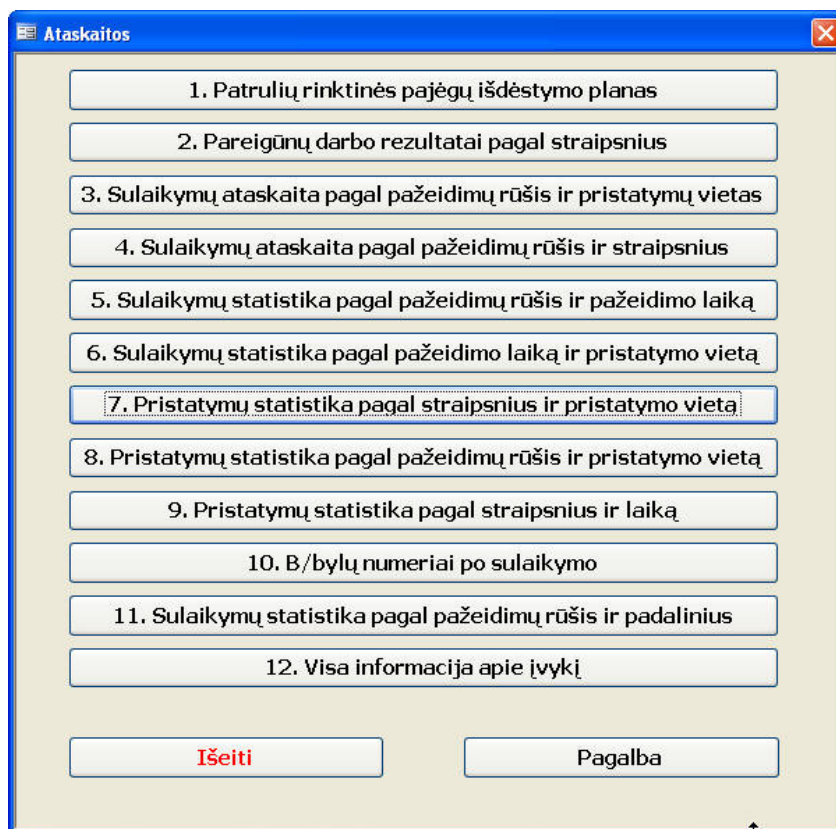 Ataskaitos
1. Patrulių rinktinės pajėgų išdėstymo planas
2. Pareigūnų darbo rezultatai pagal straipsnius
3. Sulaikymų ataskaita pagal pažeidimų rūšis ir pristatymų vietas
4. Sulaikymų ataskaita pagal pažeidimų rūšis ir straipsnius
5. Sulaikymų statistika pagal pažeidimų rūšis ir pažeidimo laiką
6. Sulaikymų statistika pagal pažeidimo laiką ir pristatymo vietą
7. Pristatymų statistika pagal straipsnius ir pristatymo vietą
8. Pristatymų statistika pagal pažeidimų rūšis ir pristatymo vietą
9. Pristatymų statistika pagal straipsnius ir laiką
10. B/bylų numeriai po sulaikymo
11. Sulaikymų statistika pagal pažeidimų rūšis ir padalinius
12. Visa informacija apie įvykį
Išeiti Pagalba